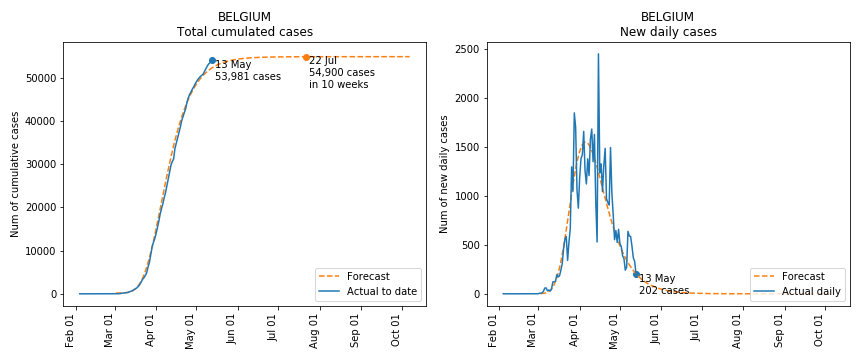 BELGIUM
Total cumulated cases
Num of cumulative cases
50000
40000
30000
20000
10000
0
13 May
53,981 cases
22 Jul
54,900 cases
in 10 weeks
Forecast
Actual to date
Feb 01
Mar 01
Apr 01
May 01
Jun 01
Jul 01
Aug 01
Sep 01
Oct 01
BELGIUM
New daily cases
Num of new daily cases
2500
2000
1500
1000
500
0
13 May
202 cases
Forecast
Actual daily
Feb 01
Mar 01
Apr 01
May 01
Jun 01
Jul 01
Aug 01
Sep 01
Oct 01